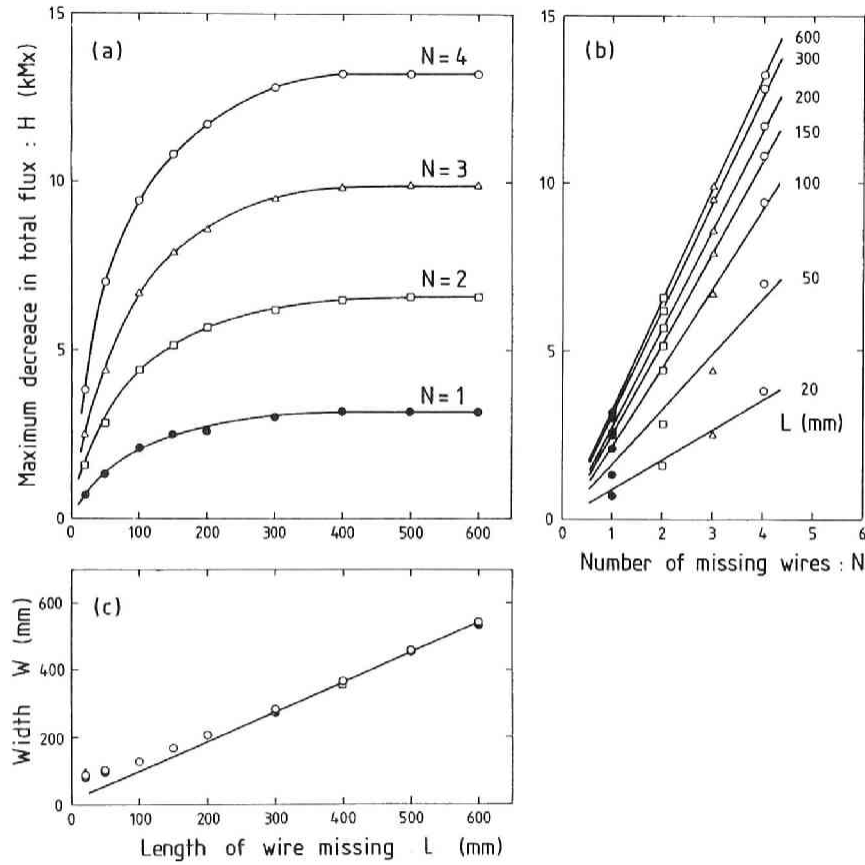 (a)
N = 4
N = 3
N = 2
N = 1
15
10
5
0
Maximum decreace in total flux : H (kMx)
0 100 200 300 400 500 600
(b)
600
300
200
150
100
50
20
L (mm)
15
10
5
0
0 1 2 3 4 5 6
Number of missing wires : N
(c)
600
400
200
0
Width W (mm)
0 100 200 300 400 500 600
Length of wire missing L (mm)